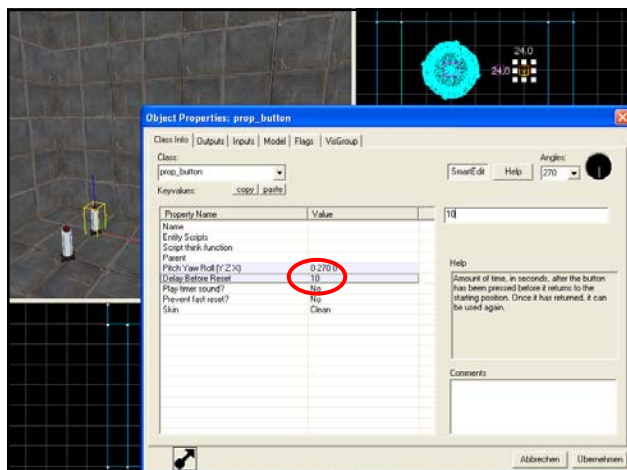 24.0
24.0
Object Properties: prop_button
Class Info Outputs Inputs Model Flags VisGroup
Class:
prop_button
SmartEdit Help
Angles:
270
Keyvalues: copy paste
Property Name Value
10
Name
Entity Scripts
Script think function
Parent
Pitch Yaw Roll (Y Z X) 0 270 0
Delay Before Reset 10
Play timer sound? No
Prevent fast reset? No
Skin Clean
Help
Amount of time, in seconds, after the button
has been pressed before it returns to the
starting position. Once it has returned, it can
be used again.
Comments
Abbrechen Übernehmen